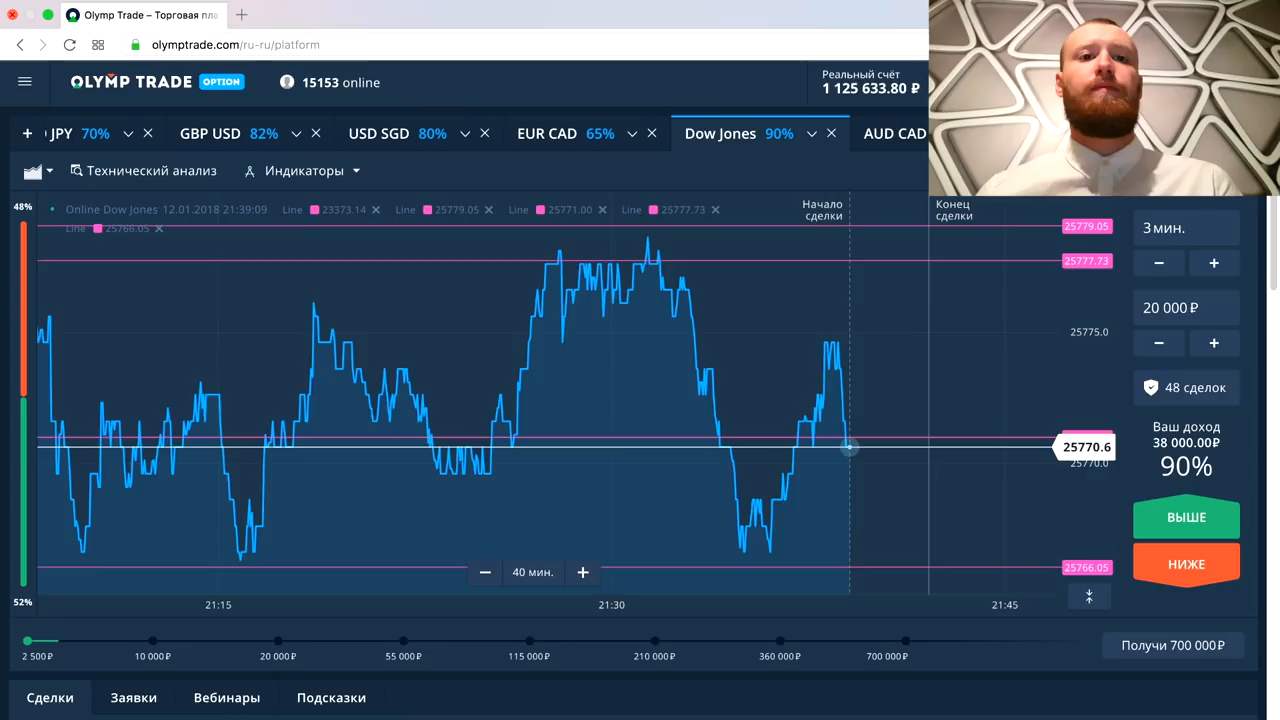 Olymp Trade – Торговая пла
olymptrade.com/ru-ru/platform
OLYMP TRADE OPTION
15153 online
Реальный счёт
1 125 633.80 ₽
JPY 70%
GBP USD 82%
USD SGD 80%
EUR CAD 65%
Dow Jones 90%
AUD CAD
Технический анализ
Индикаторы
48%
Online Dow Jones 12.01.2018 21:39:09
Line 23373.14
Line 25779.05
Line 25771.00
Line 25777.73
Line 25766.05
Начало
сделки
Конец
сделки
25779.05
25777.73
25775.0
25770.6
25770.0
25766.05
3 мин.
20 000 ₽
48 сделок
Ваш доход
38 000.00₽
90%
ВЫШЕ
НИЖЕ
40 мин.
52%
21:15
21:30
21:45
2 500 ₽
10 000 ₽
20 000 ₽
55 000 ₽
115 000 ₽
210 000 ₽
360 000 ₽
700 000 ₽
Получи 700 000 ₽
Сделки
Заявки
Вебинары
Подсказки